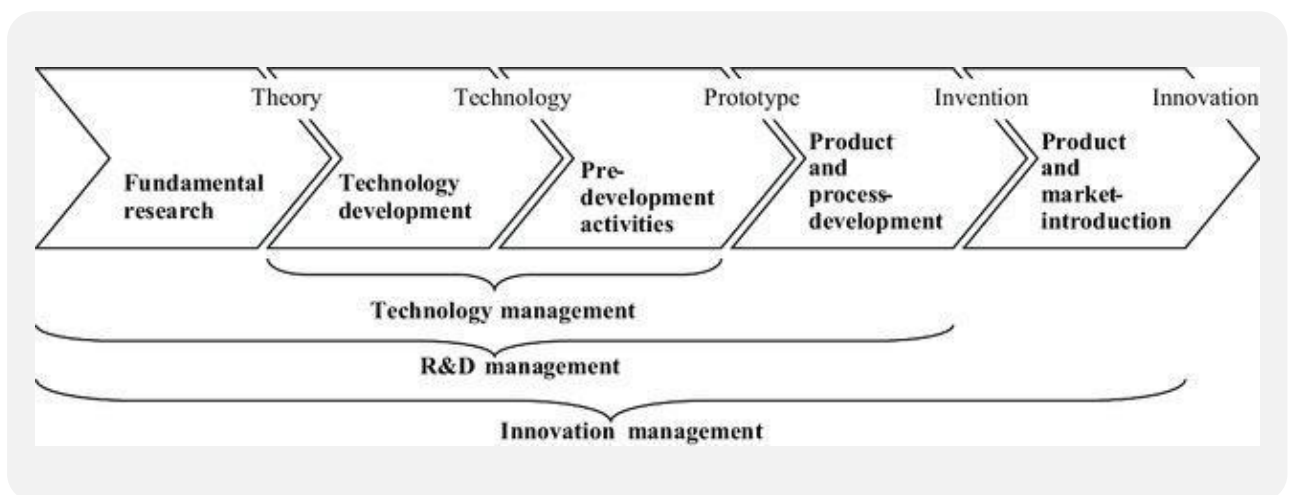 Theory Technology Prototype Invention Innovation
Fundamental
research
Technology
development
Pre-
development
activities
Product
and
process-
development
Product
and
market-
introduction
Technology management
R&D management
Innovation management